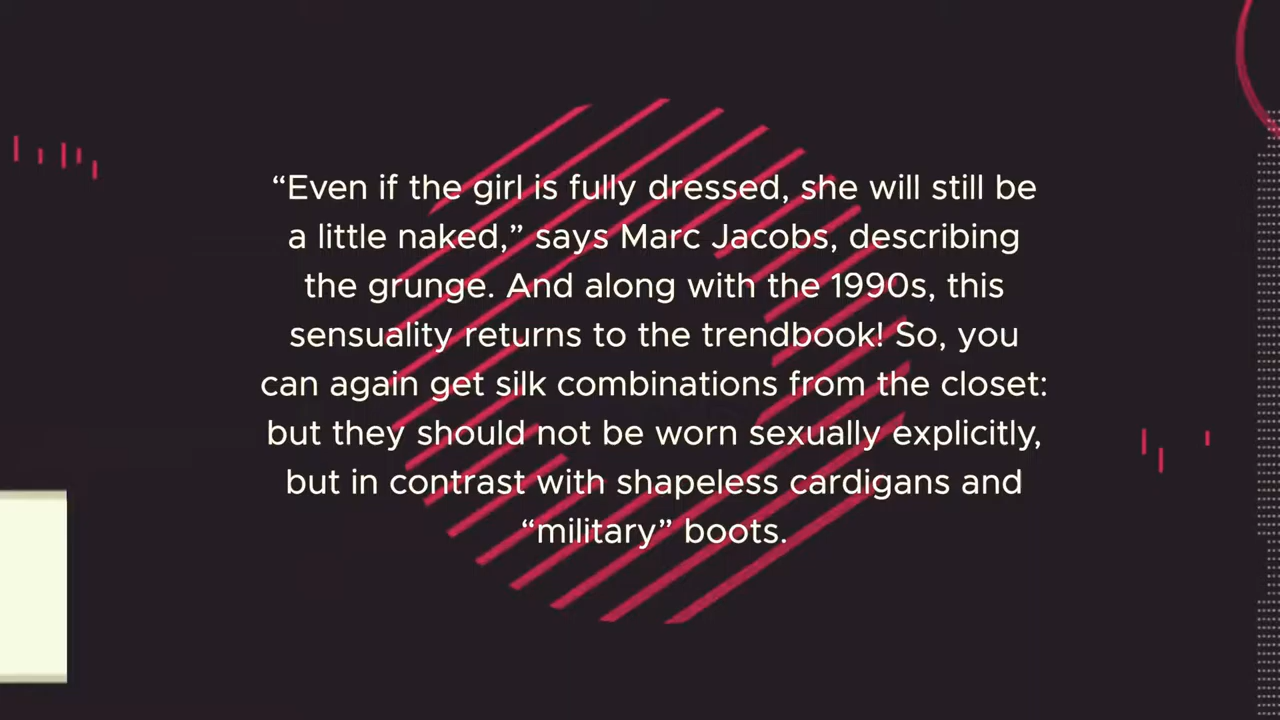 “Even if the girl is fully dressed, she will still be
a little naked,” says Marc Jacobs, describing
the grunge. And along with the 1990s, this
sensuality returns to the trendbook! So, you
can again get silk combinations from the closet:
but they should not be worn sexually explicitly,
but in contrast with shapeless cardigans and
“military” boots.